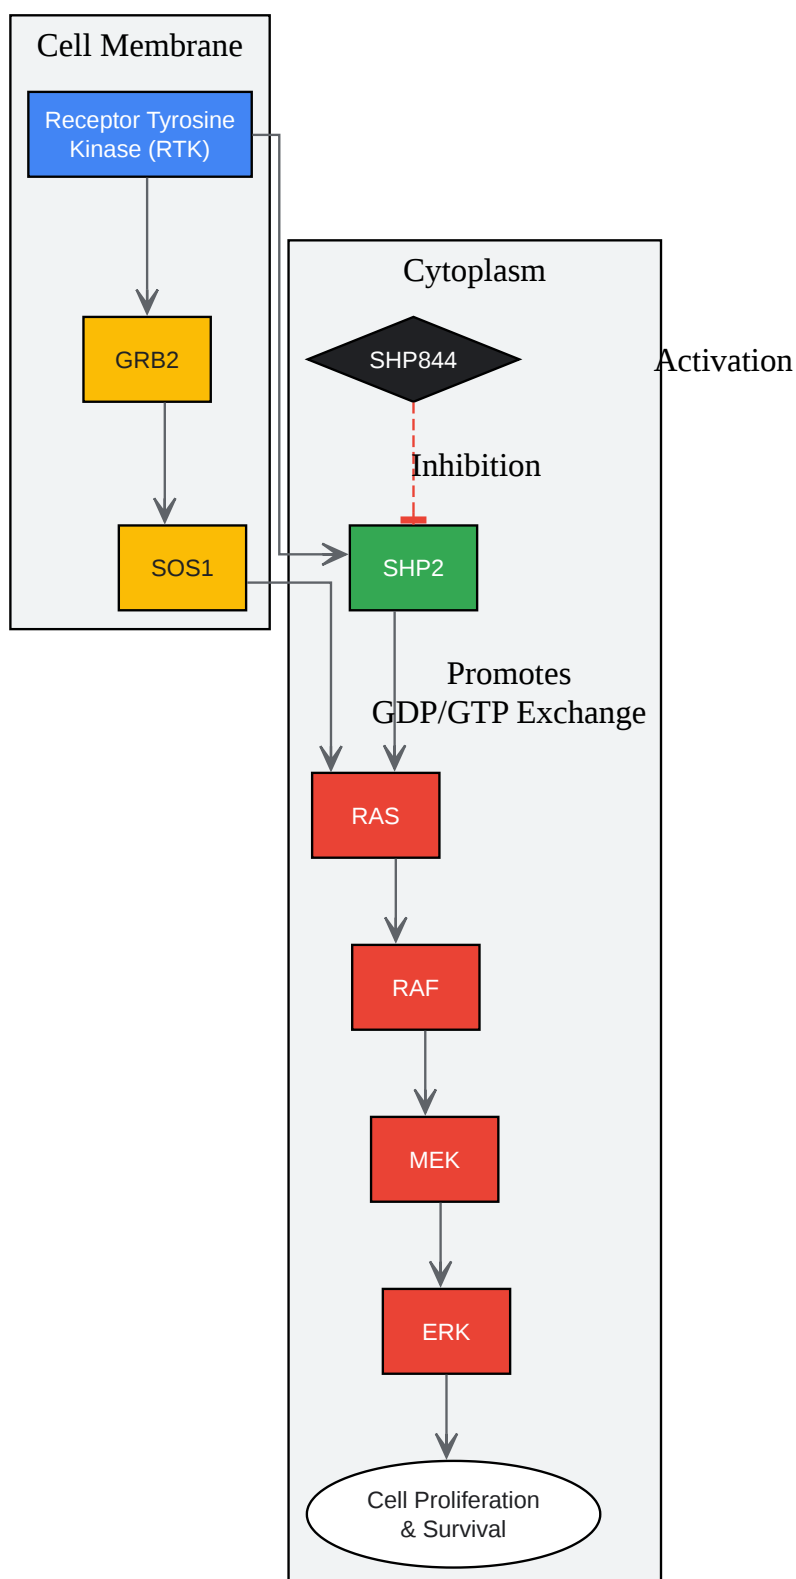 Cell Membrane
Receptor Tyrosine
Kinase (RTK)
Cytoplasm
GRB2
SHP844
Activation
Inhibition
SOS1
SHP2
Promotes
GDP/GTP Exchange
RAS
RAF
MEK
ERK
Cell Proliferation
& Survival